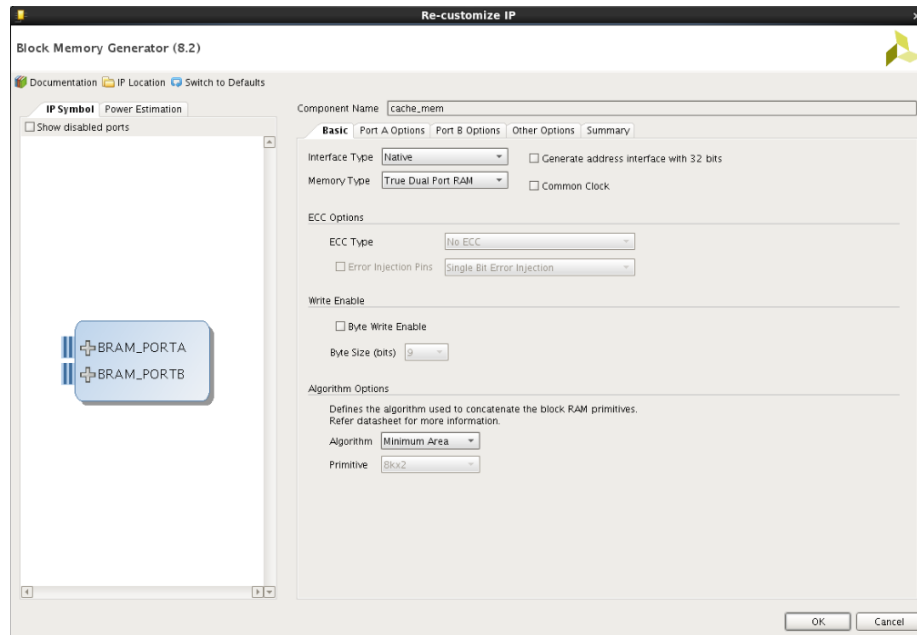 Re-customize IP
Block Memory Generator (8.2)
Documentation IP Location Switch to Defaults
IP Symbol Power Estimation
Show disabled ports
BRAM_PORTA
BRAM_PORTB
Component Name cache_mem
Basic Port A Options Port B Options Other Options Summary
Interface Type Native Generate address interface with 32 bits
Memory Type True Dual Port RAM Common Clock
ECC Options
ECC Type No ECC
Error Injection Pins Single Bit Error Injection
Write Enable
Byte Write Enable
Byte Size (bits) 9
Algorithm Options
Defines the algorithm used to concatenate the block RAM primitives.
Refer datasheet for more information.
Algorithm Minimum Area
Primitive 8kx2
OK Cancel